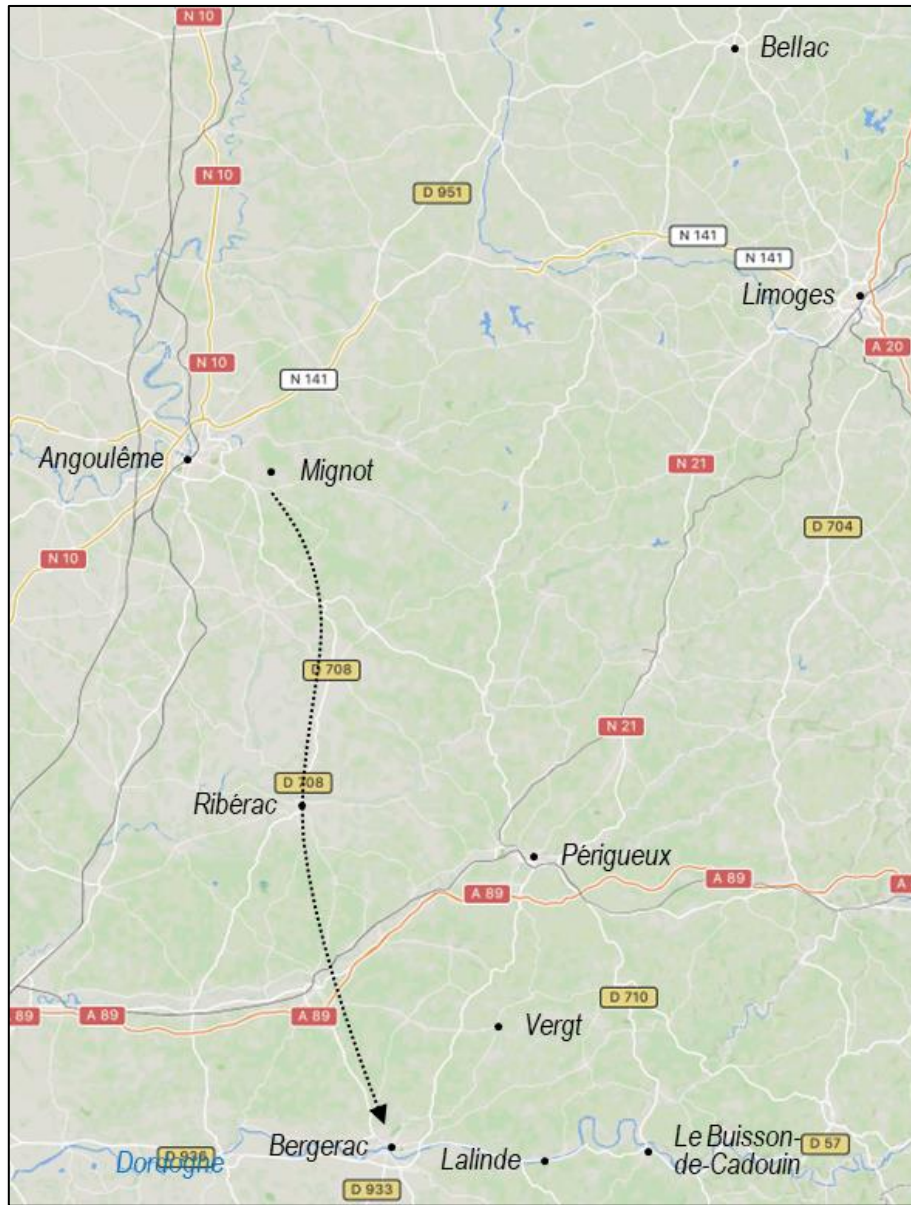 N 10
Bellac
N 10
D 951
N 141
N 141
Limoges
N 10
A 20
N 141
Angoulême
Mignot
N 21
D 704
N 10
D 708
N 21
D 708
Ribérac
Périgueux
A 89
A 89
A
89
A 89
A 89
D 710
Vergt
Bergerac
Lalinde
Le Buisson-
de-Cadouin
D 57
D 936
Dordogne
D 933